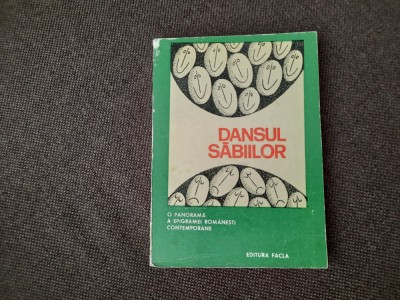 DANSUL
SĂBIILOR
O PANORAMĂ
A EPIGRAMEI ROMÂNEȘTI
CONTEMPORANE
EDITURA FACLA